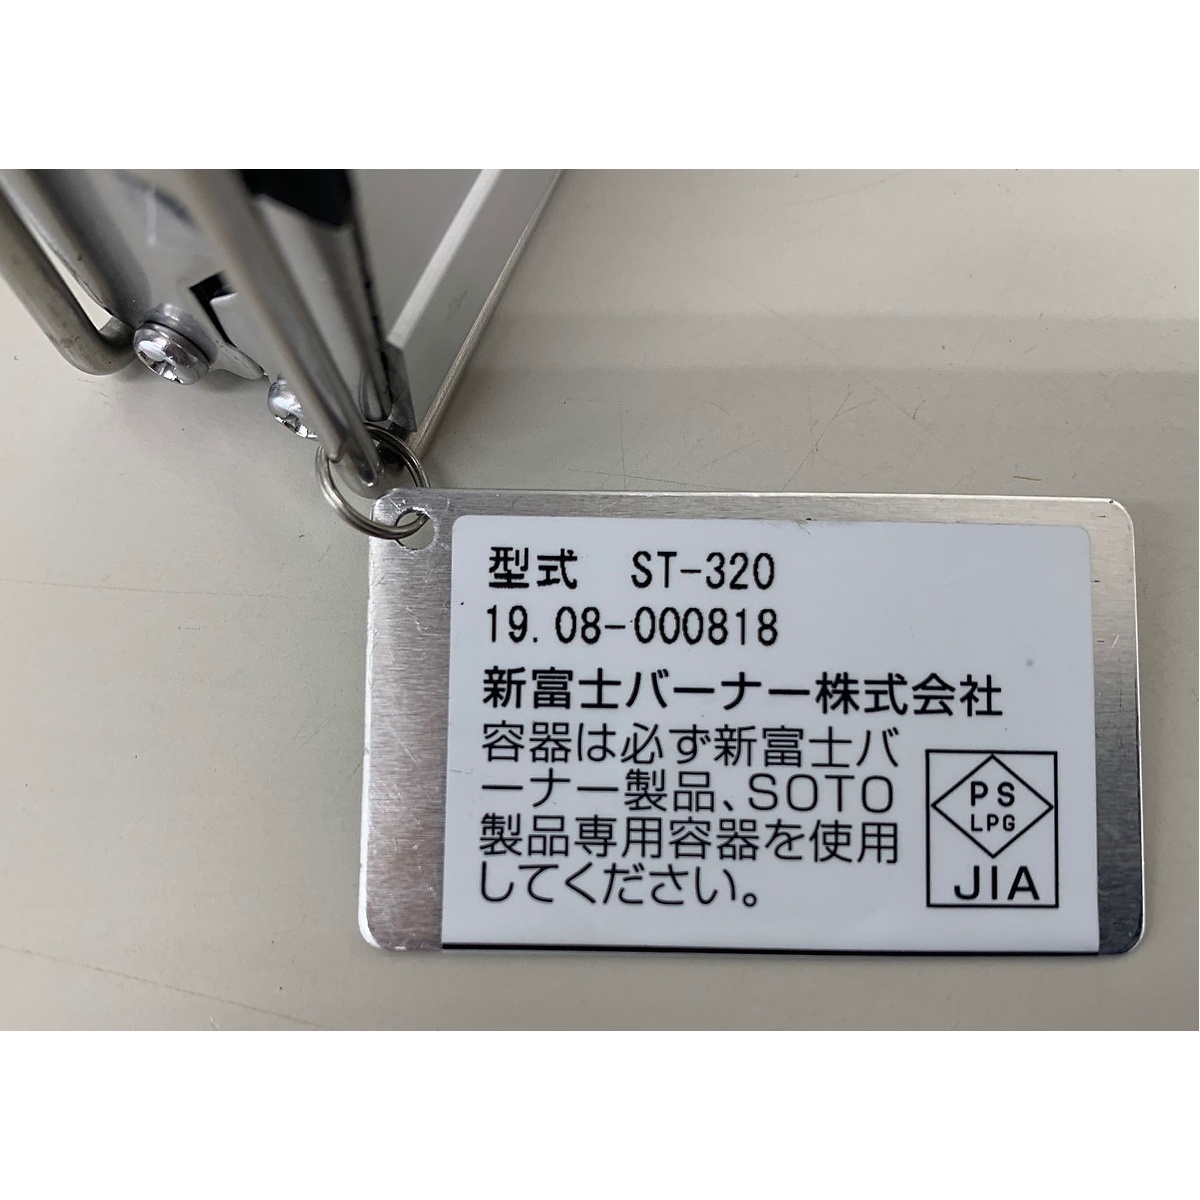 型式 ST-320
19.08-000818
新富士バーナー株式会社
容器は必ず新富士バ
ーナー製品、SOTO
製品専用容器を使用
してください。
PS
LPG
JIA